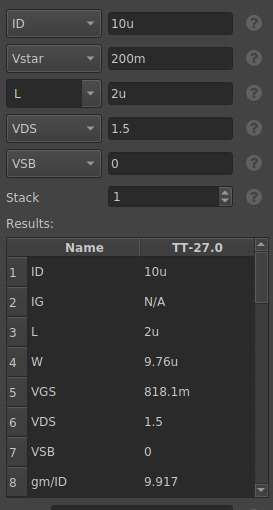 ID 10u ?
Vstar 200m ?
L 2u ?
VDS 1.5 ?
VSB 0 ?
Stack 1 ?
Results:
Name TT-27.0
1 ID 10u
2 IG N/A
3 L 2u
4 W 9.76u
5 VGS 818.1m
6 VDS 1.5
7 VSB 0
8 gm/ID 9.917